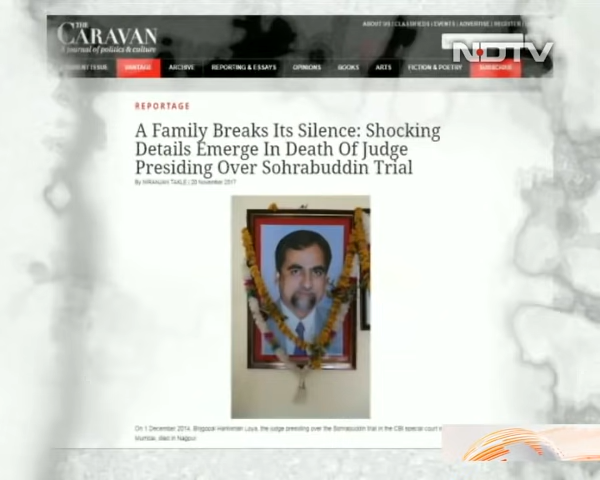 THE
CARAVAN
A journal of politics & culture
ABOUT US | CLASSIFIEDS | EVENTS | ADVERTISE | REGISTER
NDTV
CURRENT ISSUE VANTAGE ARCHIVE REPORTING & ESSAYS OPINIONS BOOKS ARTS FICTION & POETRY SUBSCRIBE
REPORTAGE
A Family Breaks Its Silence: Shocking
Details Emerge In Death Of Judge
Presiding Over Sohrabuddin Trial
By NIRANJAN TAKLE | 20 November 2017
On 1 December 2014, Brijgopal Harkishan Loya, the judge presiding over the Sohrabuddin trial in the CBI special court
Mumbai, died in Nagpur